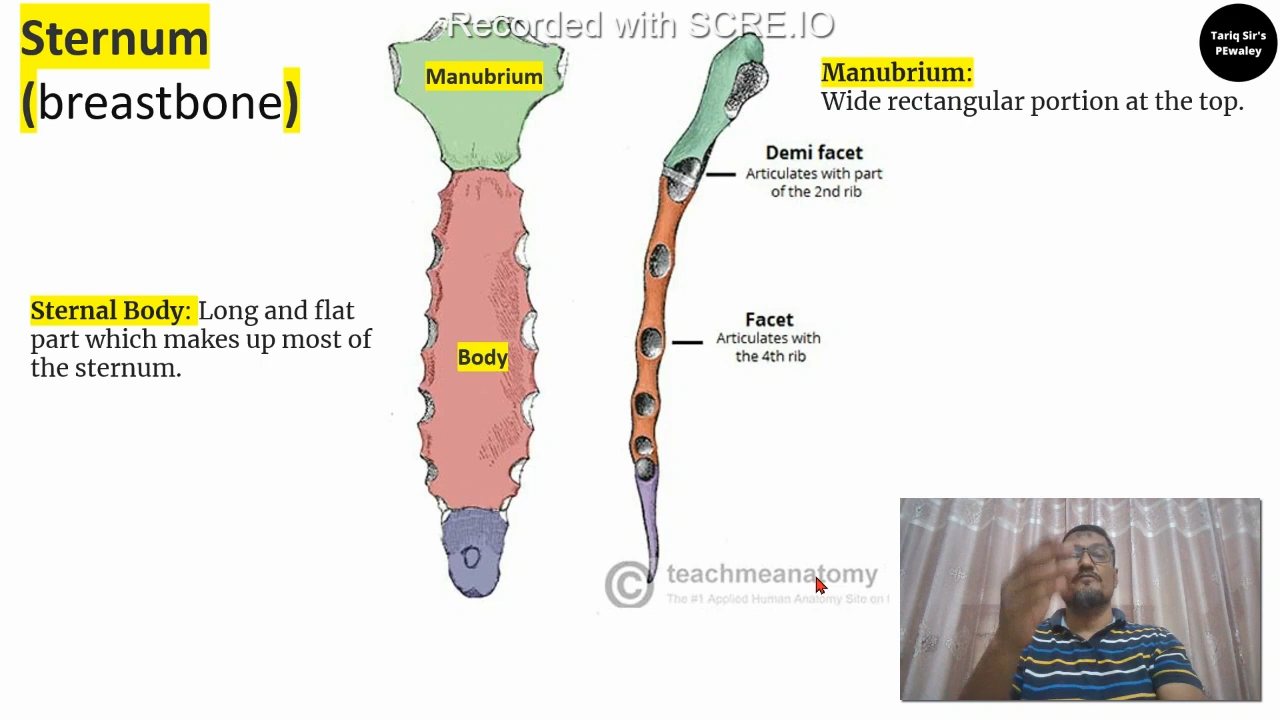 Sternum
(breastbone)
Recorded with SCRE.IO
Tariq Sir's
PEwaley
Manubrium
Manubrium:
Wide rectangular portion at the top.
Demi facet
Articulates with part
of the 2nd rib
Sternal Body: Long and flat
part which makes up most of
the sternum.
Body
Facet
Articulates with
the 4th rib
© teachmeanatomy
The #1 Applied Human Anatomy Site on